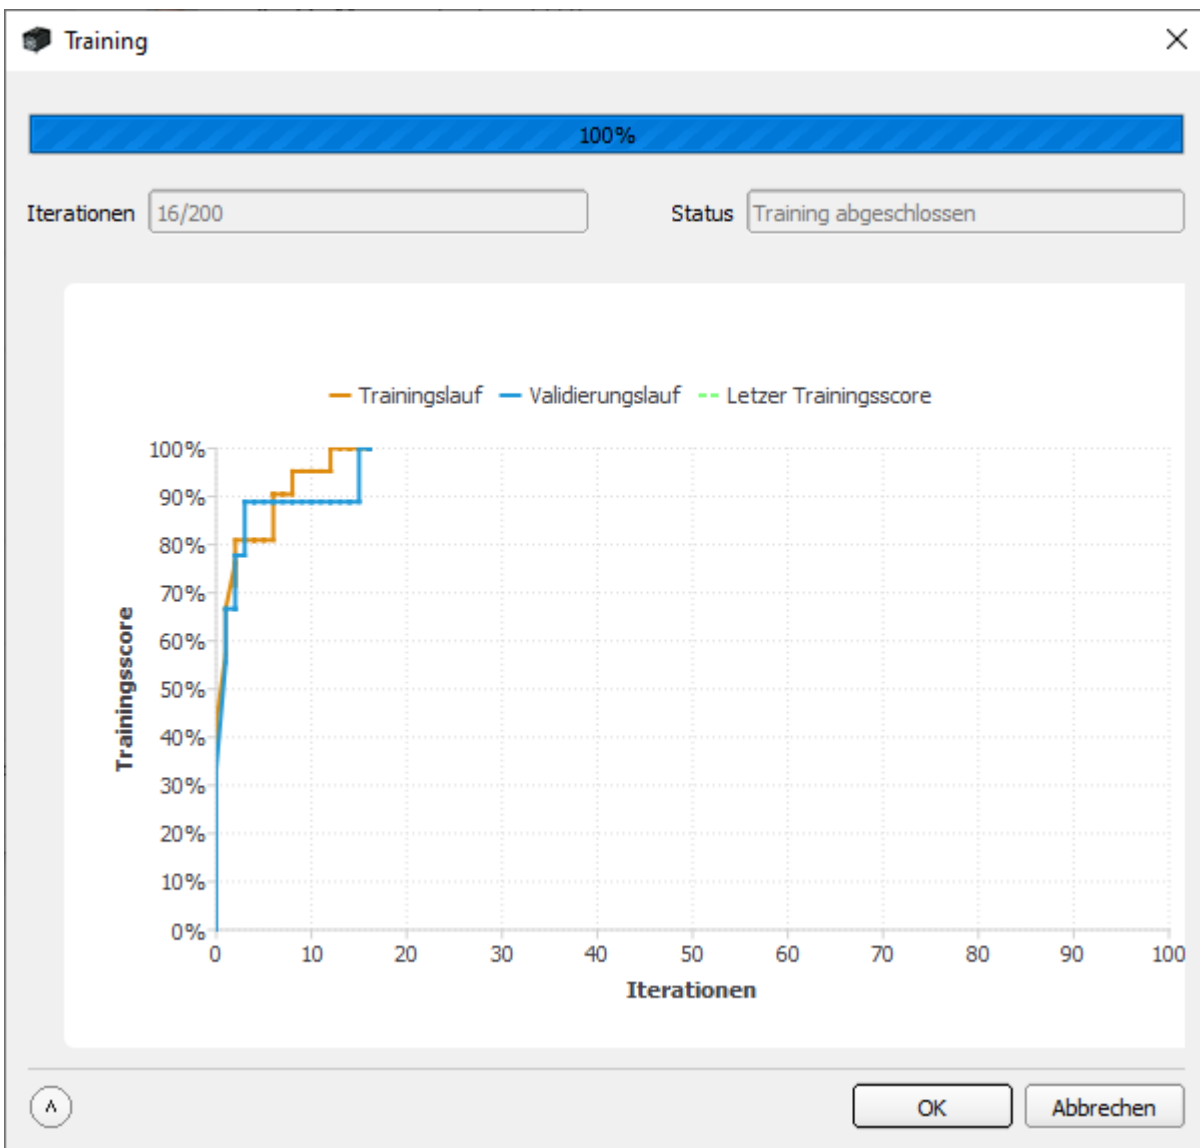 Training
100%
Iterationen 16/200 Status Training abgeschlossen
Trainingslauf Validierungslauf Letzer Trainingsscore
100%
90%
80%
70%
60%
50%
40%
30%
20%
10%
0%
Trainingsscore
0 10 20 30 40 50 60 70 80 90 100
Iterationen
OK Abbrechen